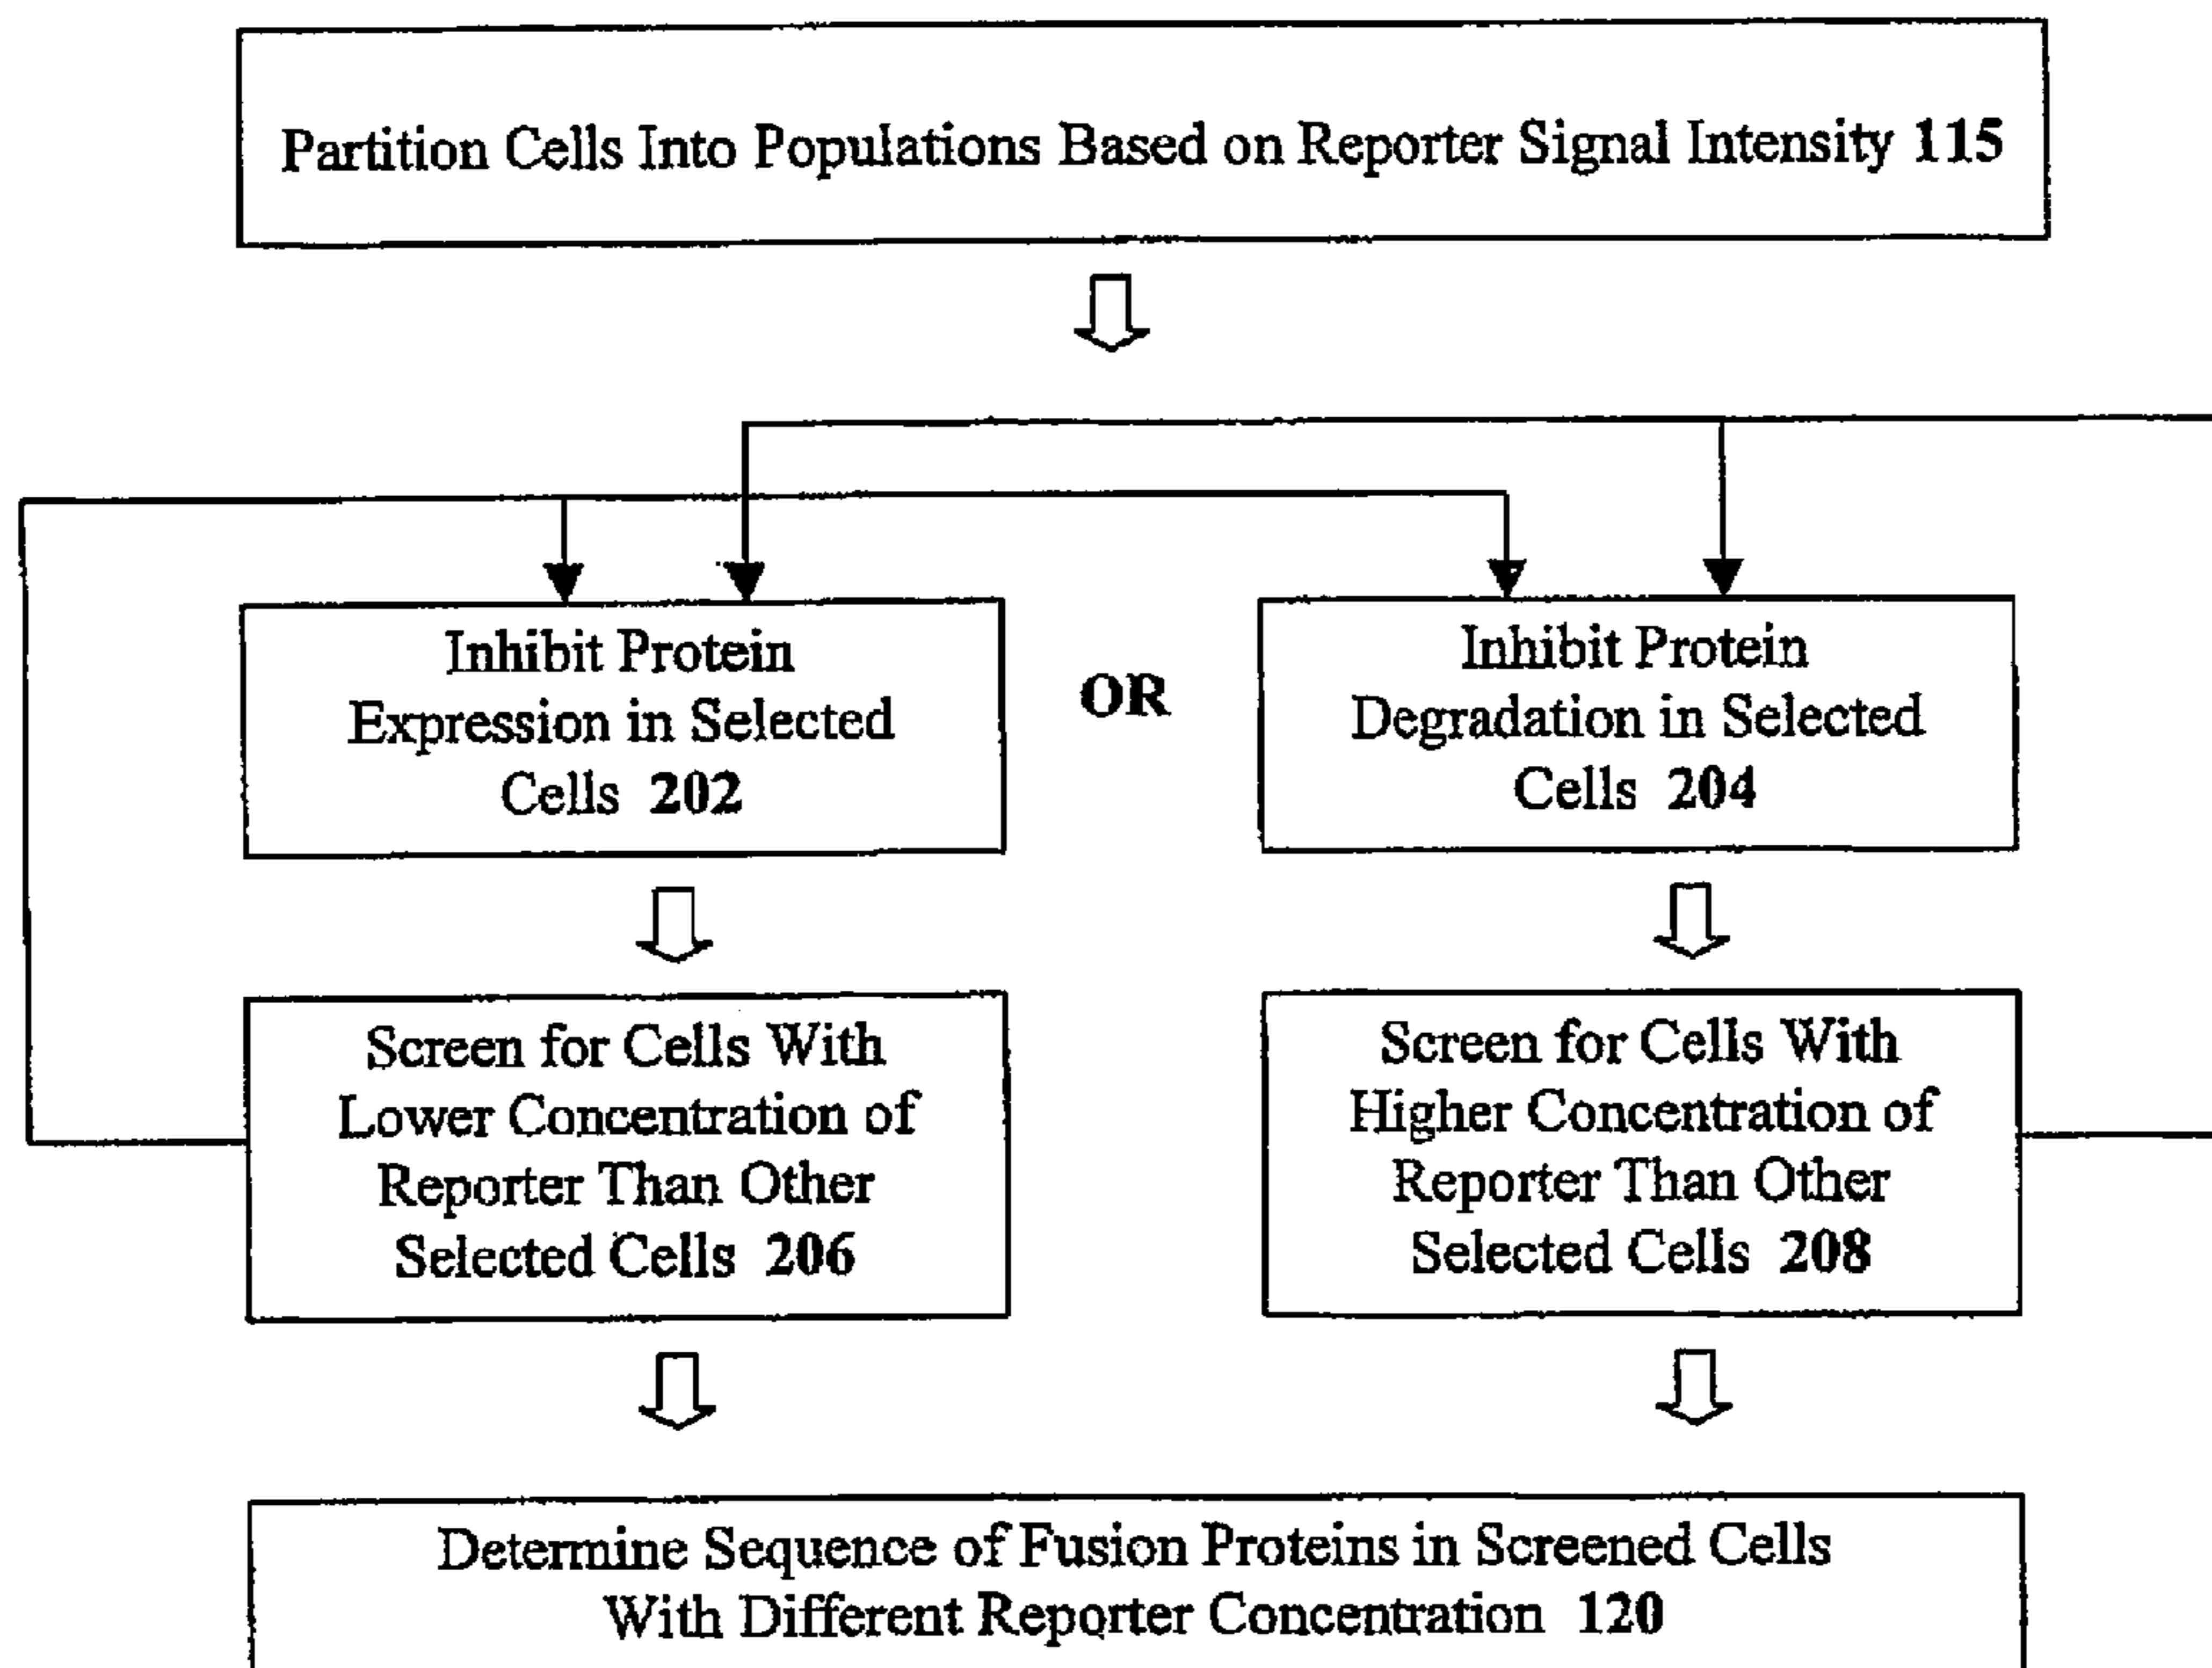 Partition Cells Into Populations Based on Reporter Signal Intensity 115
Inhibit Protein
Expression in Selected
Cells 202
OR
Inhibit Protein
Degradation in Selected
Cells 204
Screen for Cells With
Lower Concentration of
Reporter Than Other
Selected Cells 206
Screen for Cells With
Higher Concentration of
Reporter Than Other
Selected Cells 208
Determine Sequence of Fusion Proteins in Screened Cells
With Different Reporter Concentration 120